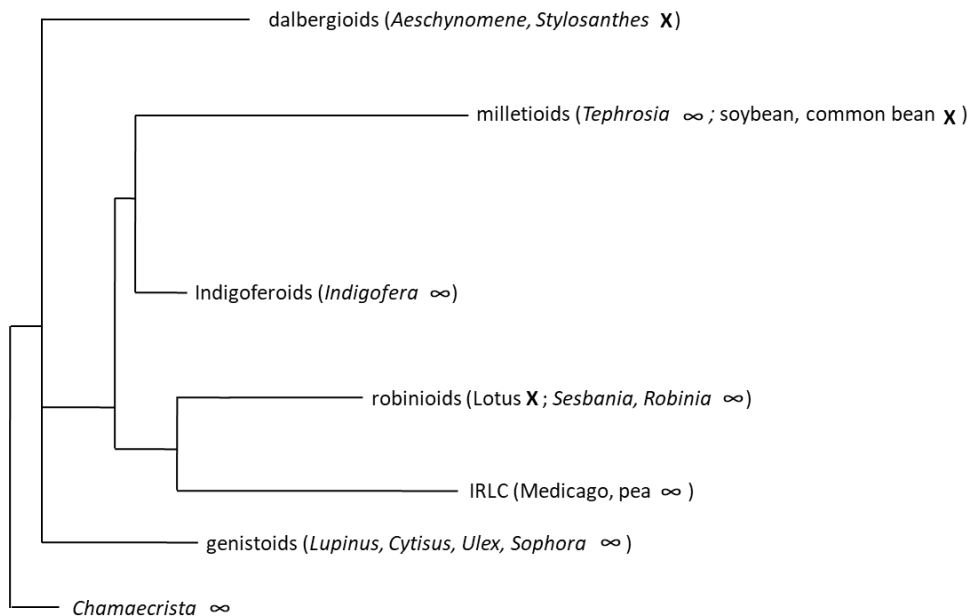 dalbergioids (Aeschynomene, Stylosanthes X)
milletioids (Tephrosia ∞ ; soybean, common bean X )
Indigoferoids (Indigofera ∞)
robinioids (Lotus X ; Sesbania, Robinia ∞)
IRLC (Medicago, pea ∞ )
genistoids (Lupinus, Cytisus, Ulex, Sophora ∞ )
Chamaecrista ∞